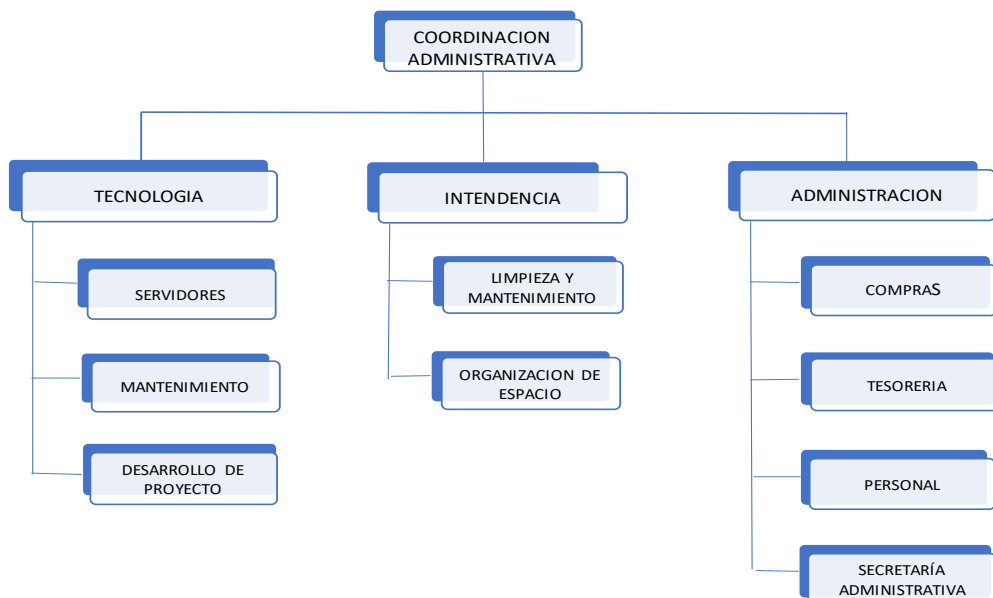 COORDINACION
ADMINISTRATIVA
TECNOLOGIA
INTENDENCIA
ADMINISTRACION
SERVIDORES
MANTENIMIENTO
DESARROLLO DE
PROYECTO
LIMPIEZA Y
MANTENIMIENTO
ORGANIZACION DE
ESPACIO
COMPRAS
TESORERIA
PERSONAL
SECRETARÍA
ADMINISTRATIVA